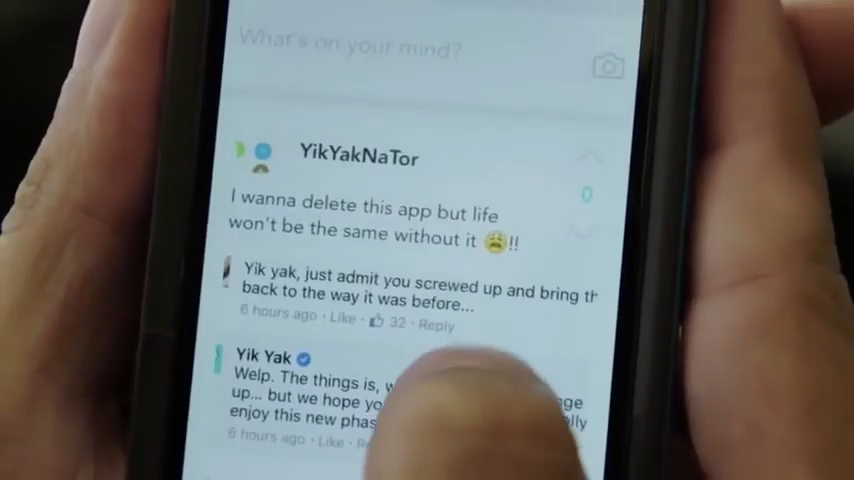 What's on your mind?
YikYakNaTor
0
I wanna delete this app but life
won't be the same without it 😩!!
Yik yak, just admit you screwed up and bring th
back to the way it was before...
6 hours ago · Like · 32 · Reply
Yik Yak
Welp. The things is, w
up... but we hope yo
enjoy this new phas
6 hours ago · Like · R